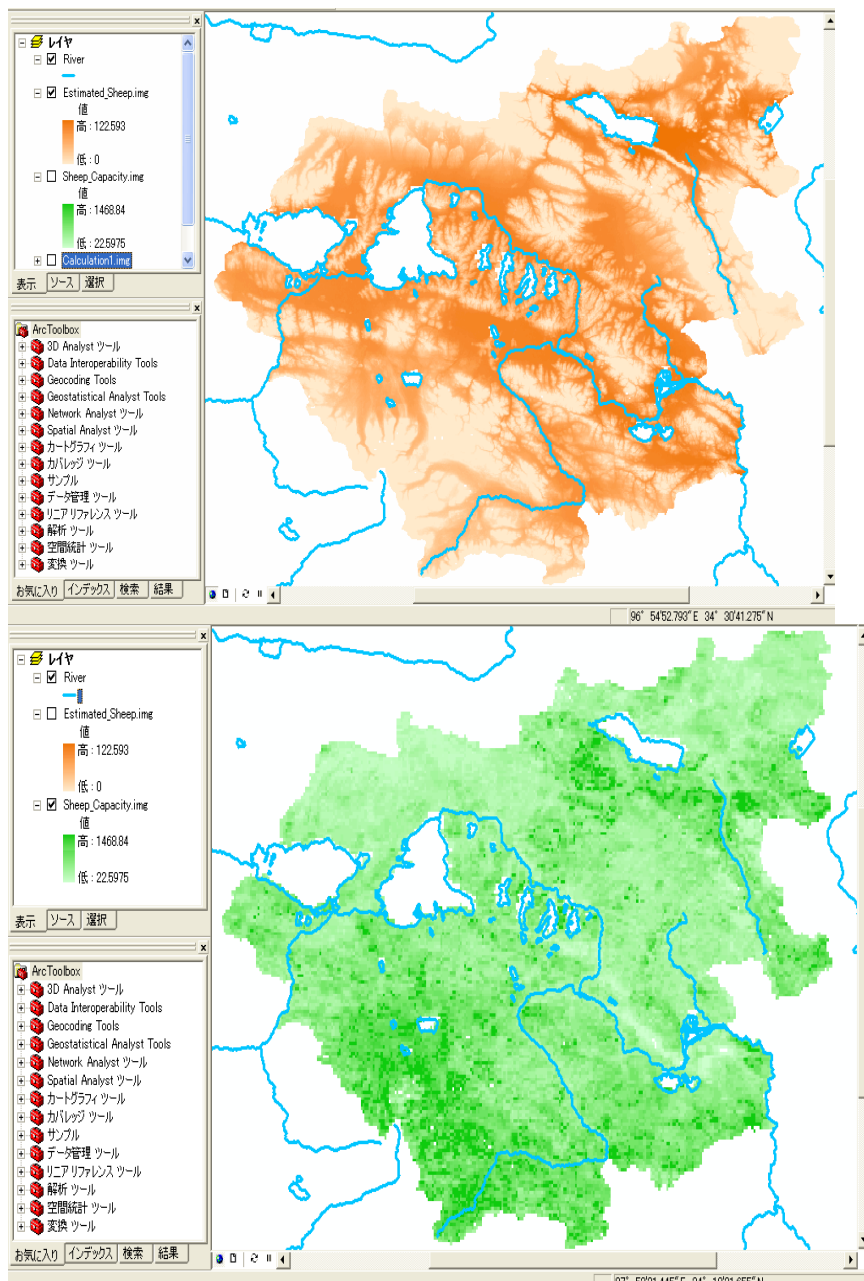 レイヤ
River
Estimated_Sheep.img
値
高 : 122.593
低 : 0
Sheep_Capacity.img
値
高 : 1468.84
低 : 22.5975
Calculation1.img
表示 ソース 選択
ArcToolbox
3D Analyst ツール
Data Interoperability Tools
Geocoding Tools
Geostatistical Analyst Tools
Network Analyst ツール
Spatial Analyst ツール
カートグラフィ ツール
カバレッジ ツール
サンプル
データ管理 ツール
リニア リファレンス ツール
解析 ツール
空間統計 ツール
変換 ツール
お気に入り インデックス 検索 結果
96° 54'52.793"E 34° 30'41.275"N
レイヤ
River
Estimated_Sheep.img
値
高 : 122.593
低 : 0
Sheep_Capacity.img
値
高 : 1468.84
低 : 22.5975
表示 ソース 選択
ArcToolbox
3D Analyst ツール
Data Interoperability Tools
Geocoding Tools
Geostatistical Analyst Tools
Network Analyst ツール
Spatial Analyst ツール
カートグラフィ ツール
カバレッジ ツール
サンプル
データ管理 ツール
リニア リファレンス ツール
解析 ツール
空間統計 ツール
変換 ツール
お気に入り インデックス 検索 結果